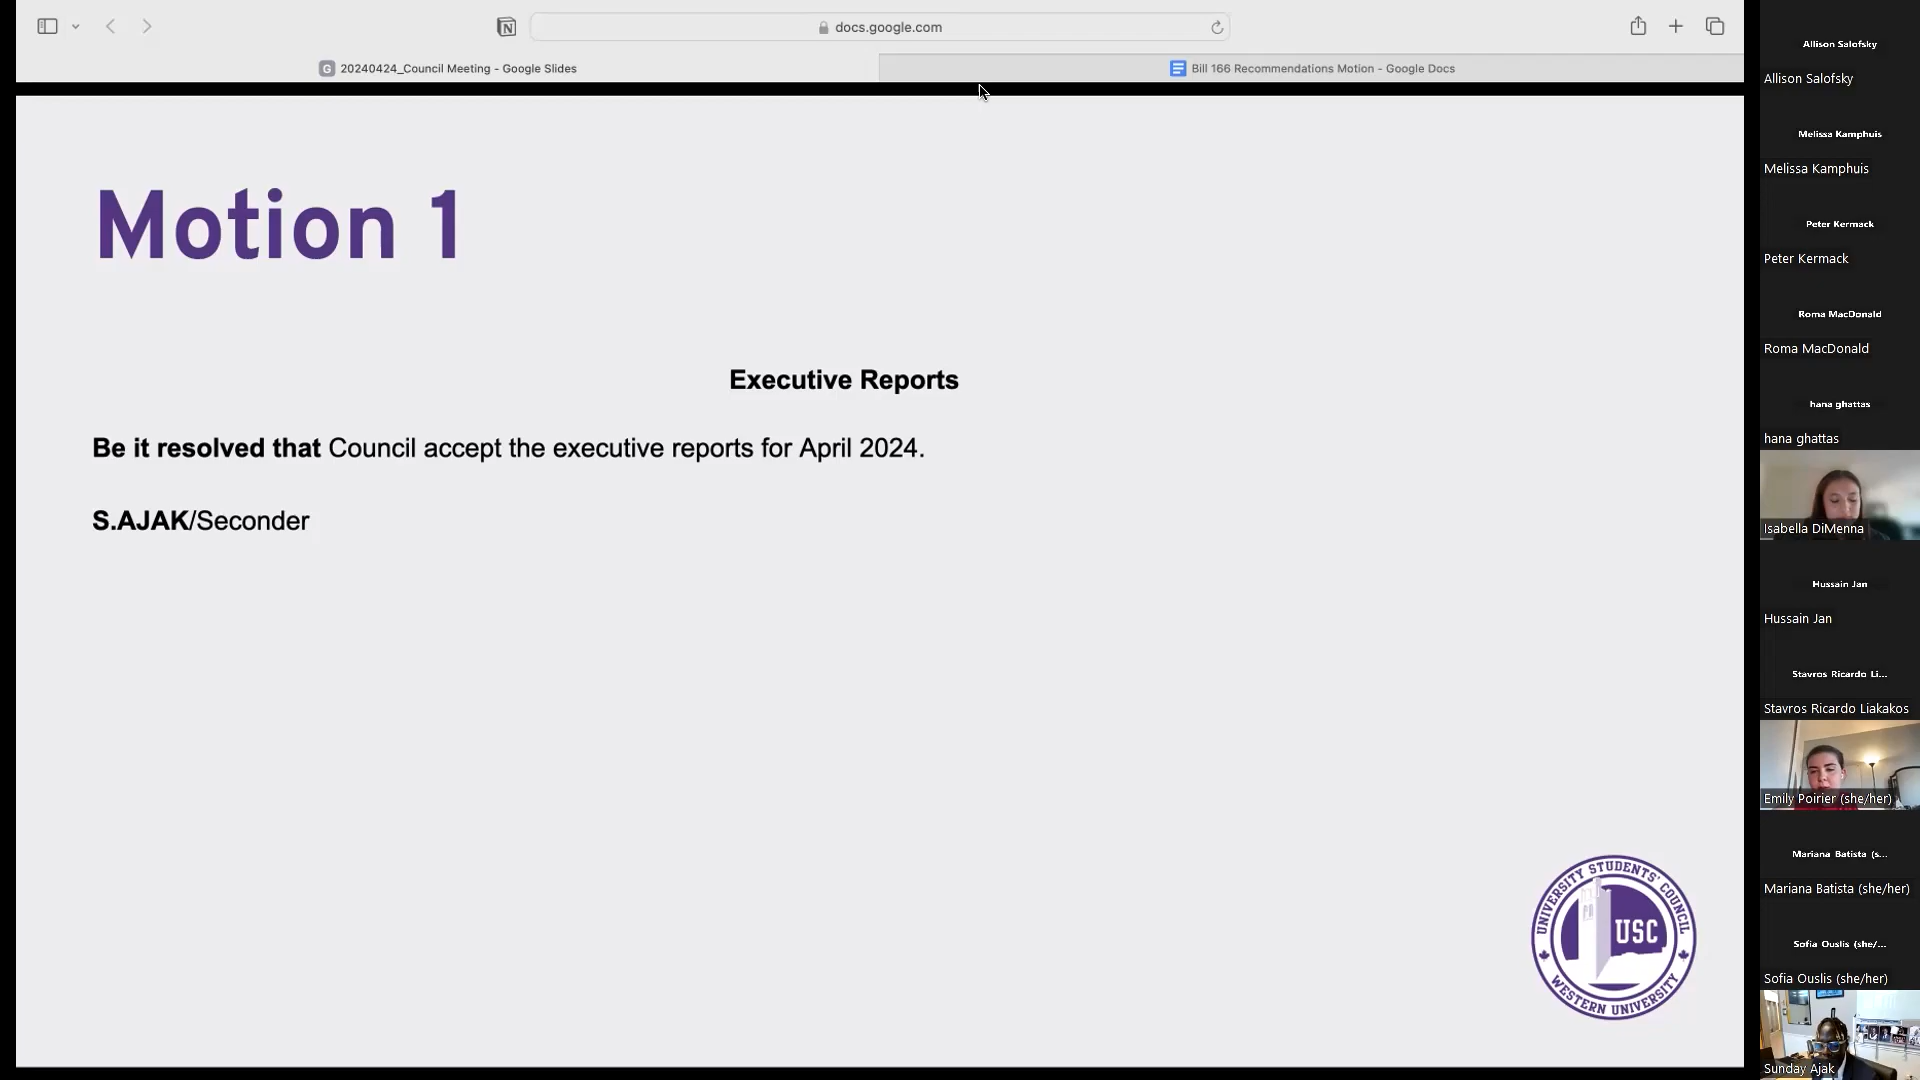 docs.google.com
20240424_Council Meeting - Google Slides
Bill 166 Recommendations Motion - Google Docs
Motion 1
Executive Reports
Be it resolved that Council accept the executive reports for April 2024.
S.AJAK/Seconder
UNIVERSITY STUDENTS' COUNCIL
USC
WESTERN UNIVERSITY
Allison Salofsky
Allison Salofsky
Melissa Kamphuis
Melissa Kamphuis
Peter Kermack
Peter Kermack
Roma MacDonald
Roma MacDonald
hana ghattas
hana ghattas
Isabella DiMenna
Hussain Jan
Hussain Jan
Stavros Ricardo Li...
Stavros Ricardo Liakakos
Emily Poirier (she/her)
Mariana Batista (s...
Mariana Batista (she/her)
Sofia Ouslis (she/...
Sofia Ouslis (she/her)
Sunday Ajak